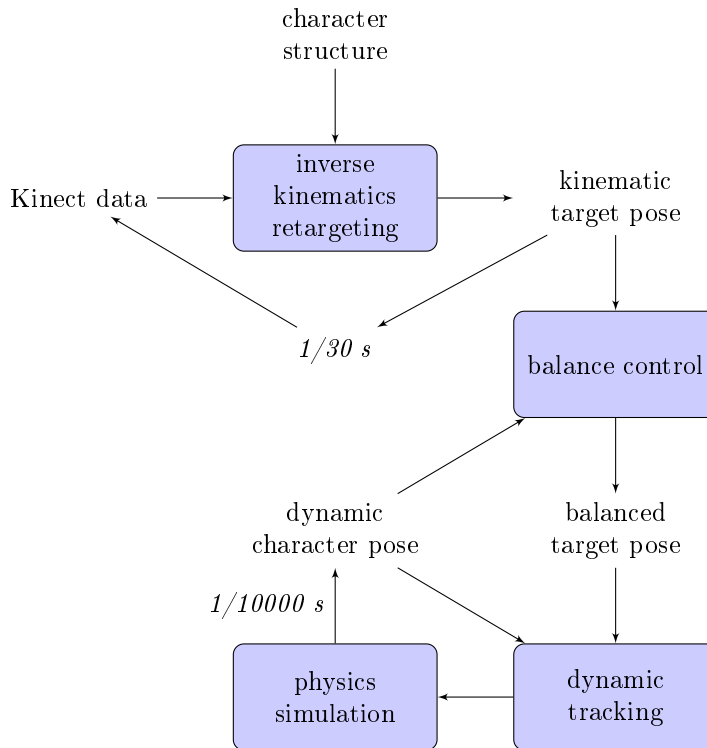 character
structure
inverse
kinematics
retargeting
Kinect data
kinematic
target pose
1/30 s
balance control
dynamic
character pose
balanced
target pose
1/10000 s
physics
simulation
dynamic
tracking